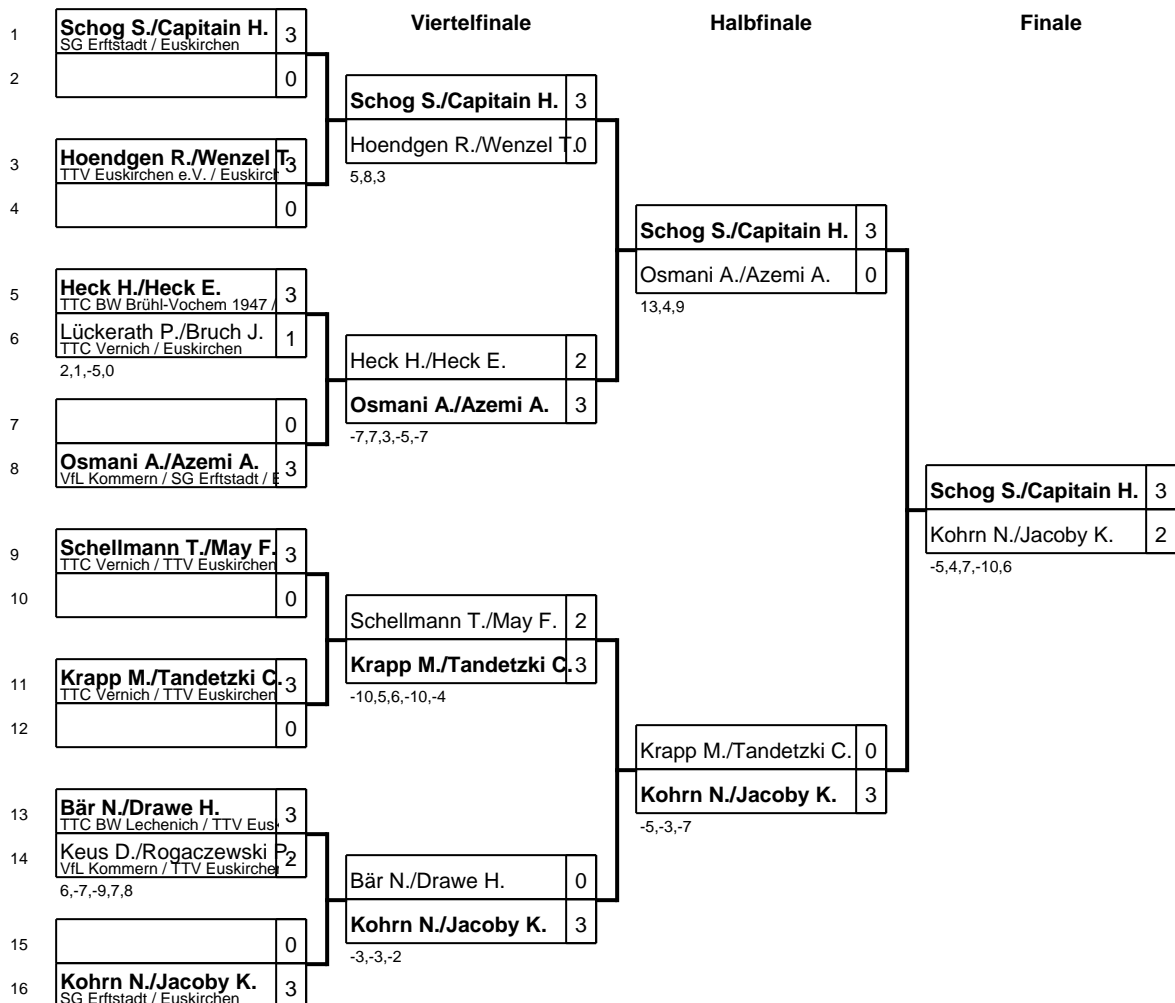 Viertelfinale
Halbfinale
Finale
1
Schog S./Capitain H.
3
SG Erftstadt / Euskirchen
2
0
3
Hoendgen R./Wenzel T.
3
TTV Euskirchen e.V. / Euskirch
4
0
5
Heck H./Heck E.
3
TTC BW Brühl-Vochem 1947 /
6
Lückerath P./Bruch J.
1
TTC Vernich / Euskirchen
2,1,-5,0
7
0
8
Osmani A./Azemi A.
3
VfL Kommern / SG Erftstadt / E
9
Schellmann T./May F.
3
TTC Vernich / TTV Euskirchen
10
0
11
Krapp M./Tandetzki C.
3
TTC Vernich / TTV Euskirchen
12
0
13
Bär N./Drawe H.
3
TTC BW Lechenich / TTV Eus
14
Keus D./Rogaczewski P.
2
VfL Kommern / TTV Euskirchen
6,-7,-9,7,8
15
0
16
Kohrn N./Jacoby K.
3
SG Erftstadt / Euskirchen
Schog S./Capitain H.
3
Hoendgen R./Wenzel T.
0
5,8,3
Heck H./Heck E.
2
Osmani A./Azemi A.
3
-7,7,3,-5,-7
Schellmann T./May F.
2
Krapp M./Tandetzki C.
3
-10,5,6,-10,-4
Bär N./Drawe H.
0
Kohrn N./Jacoby K.
3
-3,-3,-2
Schog S./Capitain H.
3
Osmani A./Azemi A.
0
13,4,9
Krapp M./Tandetzki C.
0
Kohrn N./Jacoby K.
3
-5,-3,-7
Schog S./Capitain H.
3
Kohrn N./Jacoby K.
2
-5,4,7,-10,6